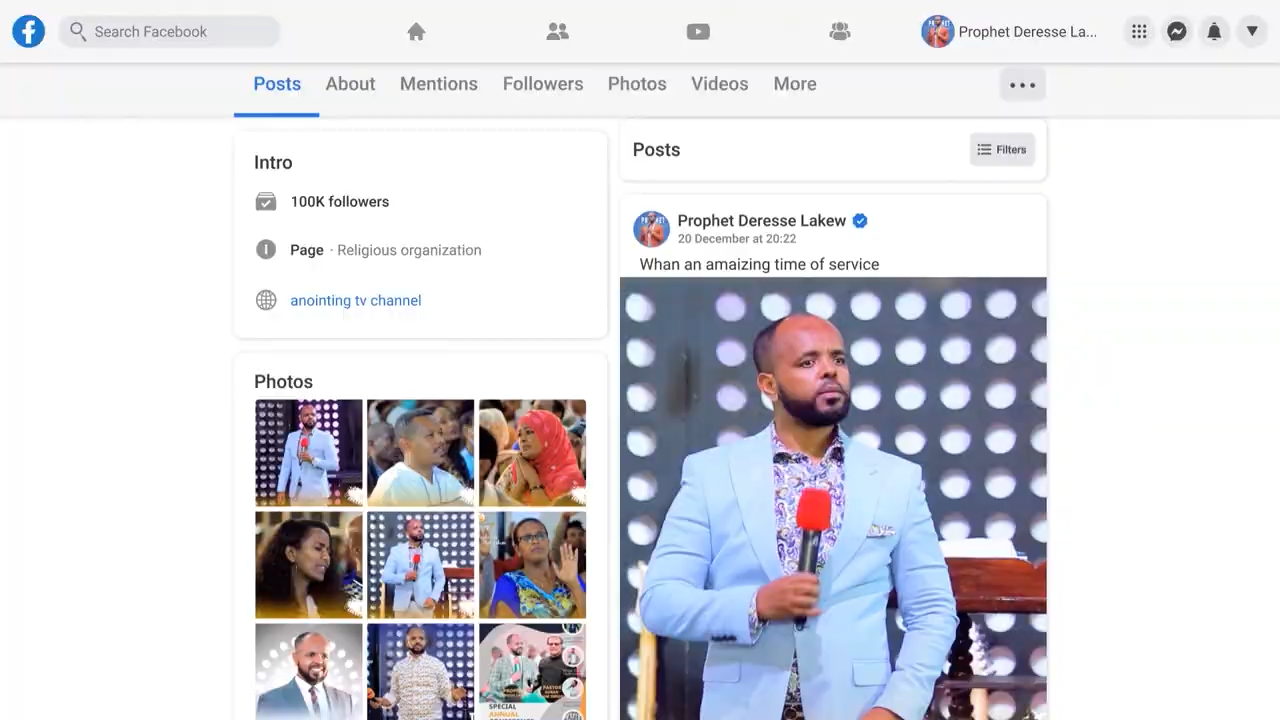 Search Facebook
Prophet Deresse La...
Posts
About
Mentions
Followers
Photos
Videos
More
Intro
100K followers
Page · Religious organization
anointing tv channel
Photos
SPECIAL
ANNUAL
Posts
Filters
Prophet Deresse Lakew
20 December at 20:22
Whan an amaizing time of service